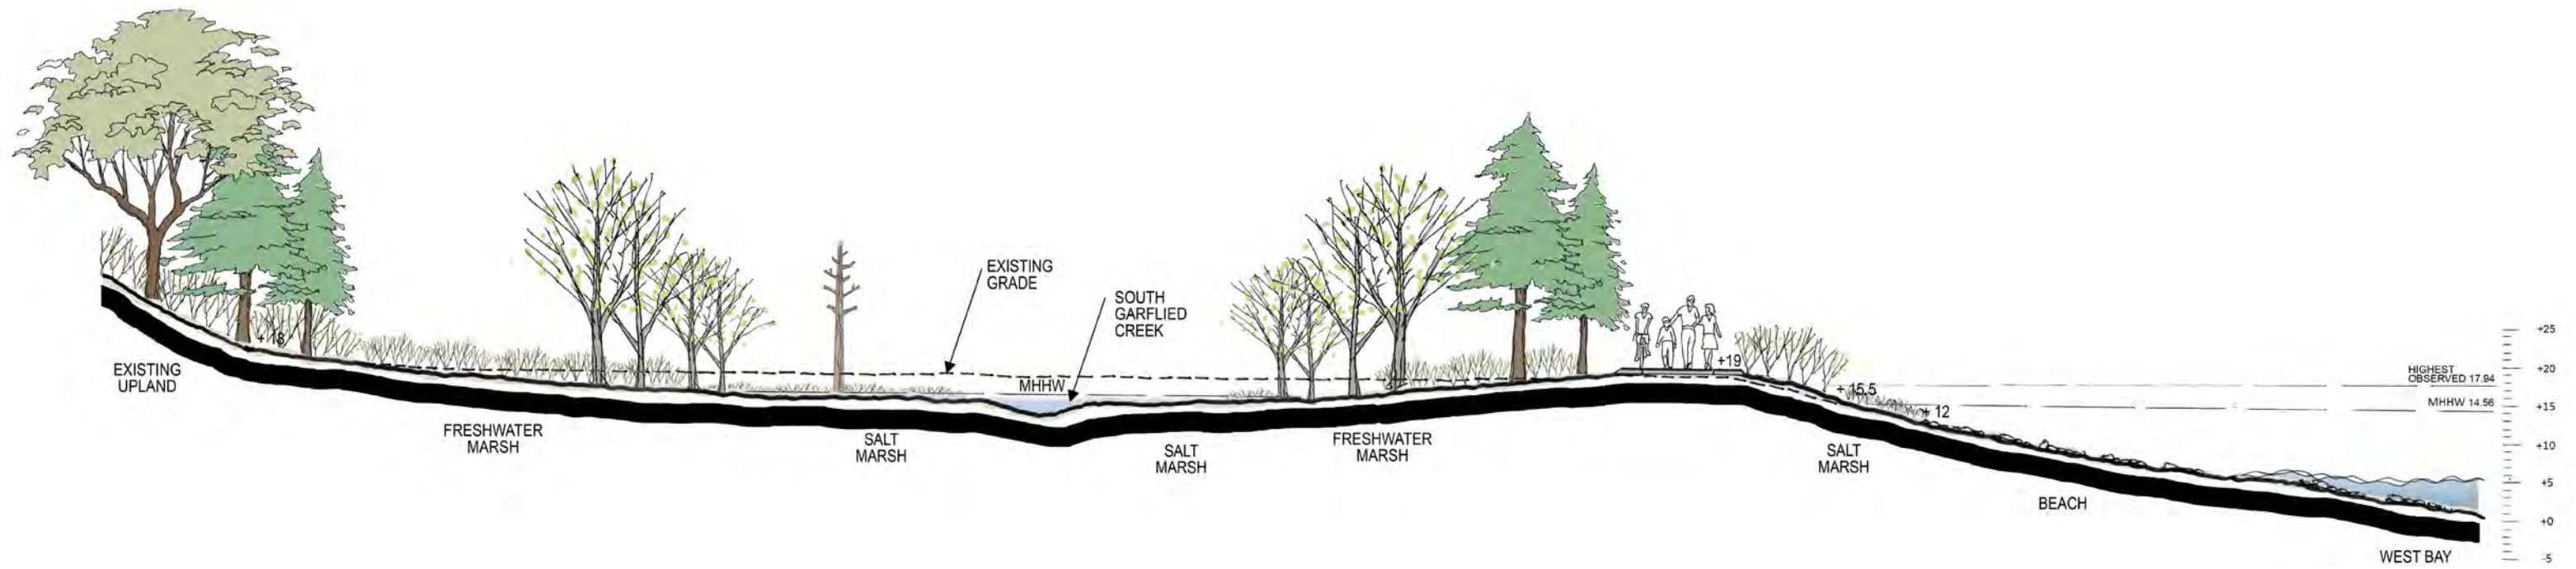 EXISTING
UPLAND
+18
FRESHWATER
MARSH
SALT
MARSH
EXISTING
GRADE
MHHW
SOUTH
GARFLIED
CREEK
SALT
MARSH
FRESHWATER
MARSH
+19
+ 15.5
+ 12
SALT
MARSH
BEACH
WEST BAY
HIGHEST
OBSERVED 17.94
MHHW 14.56
+25
+20
+15
+10
+5
+0
-5